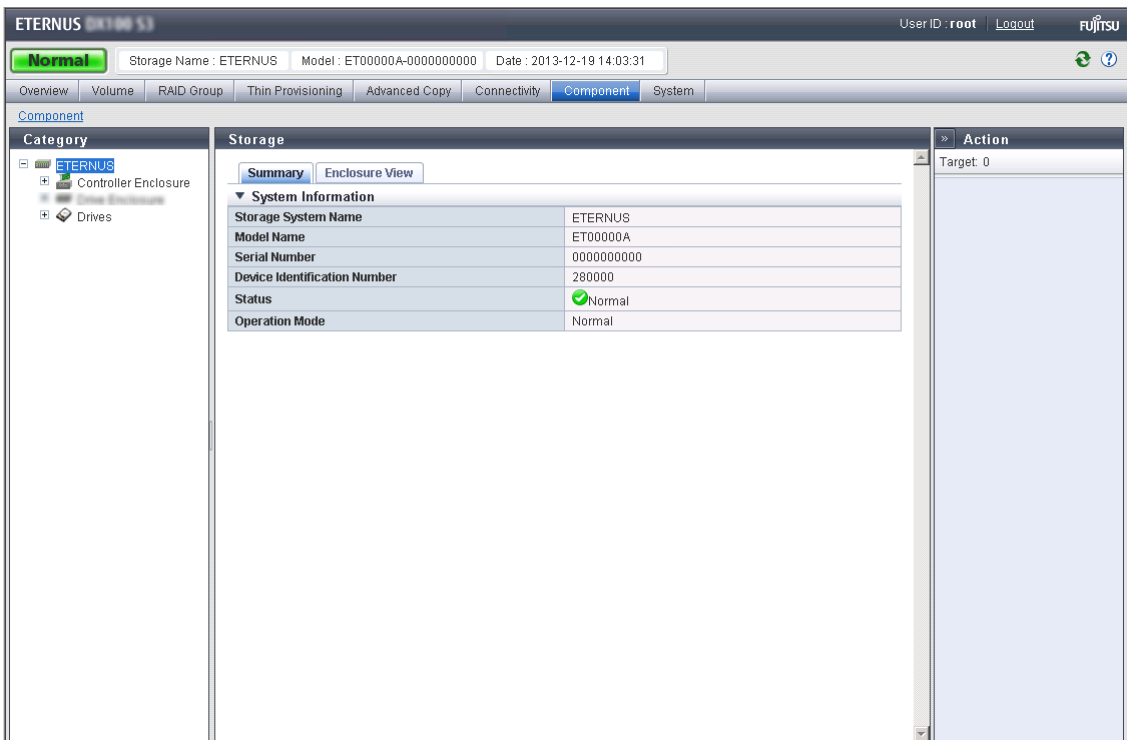 ETERNUS User ID : root Logout FUJITSU
Normal Storage Name : ETERNUS Model : ET00000A-0000000000 Date : 2013-12-19 14:03:31
Overview Volume RAID Group Thin Provisioning Advanced Copy Connectivity Component System
Component
Category
ETERNUS
Controller Enclosure
Drives
Storage
Summary Enclosure View
System Information
Storage System Name ETERNUS
Model Name ET00000A
Serial Number 0000000000
Device Identification Number 280000
Status Normal
Operation Mode Normal
» Action
Target: 0